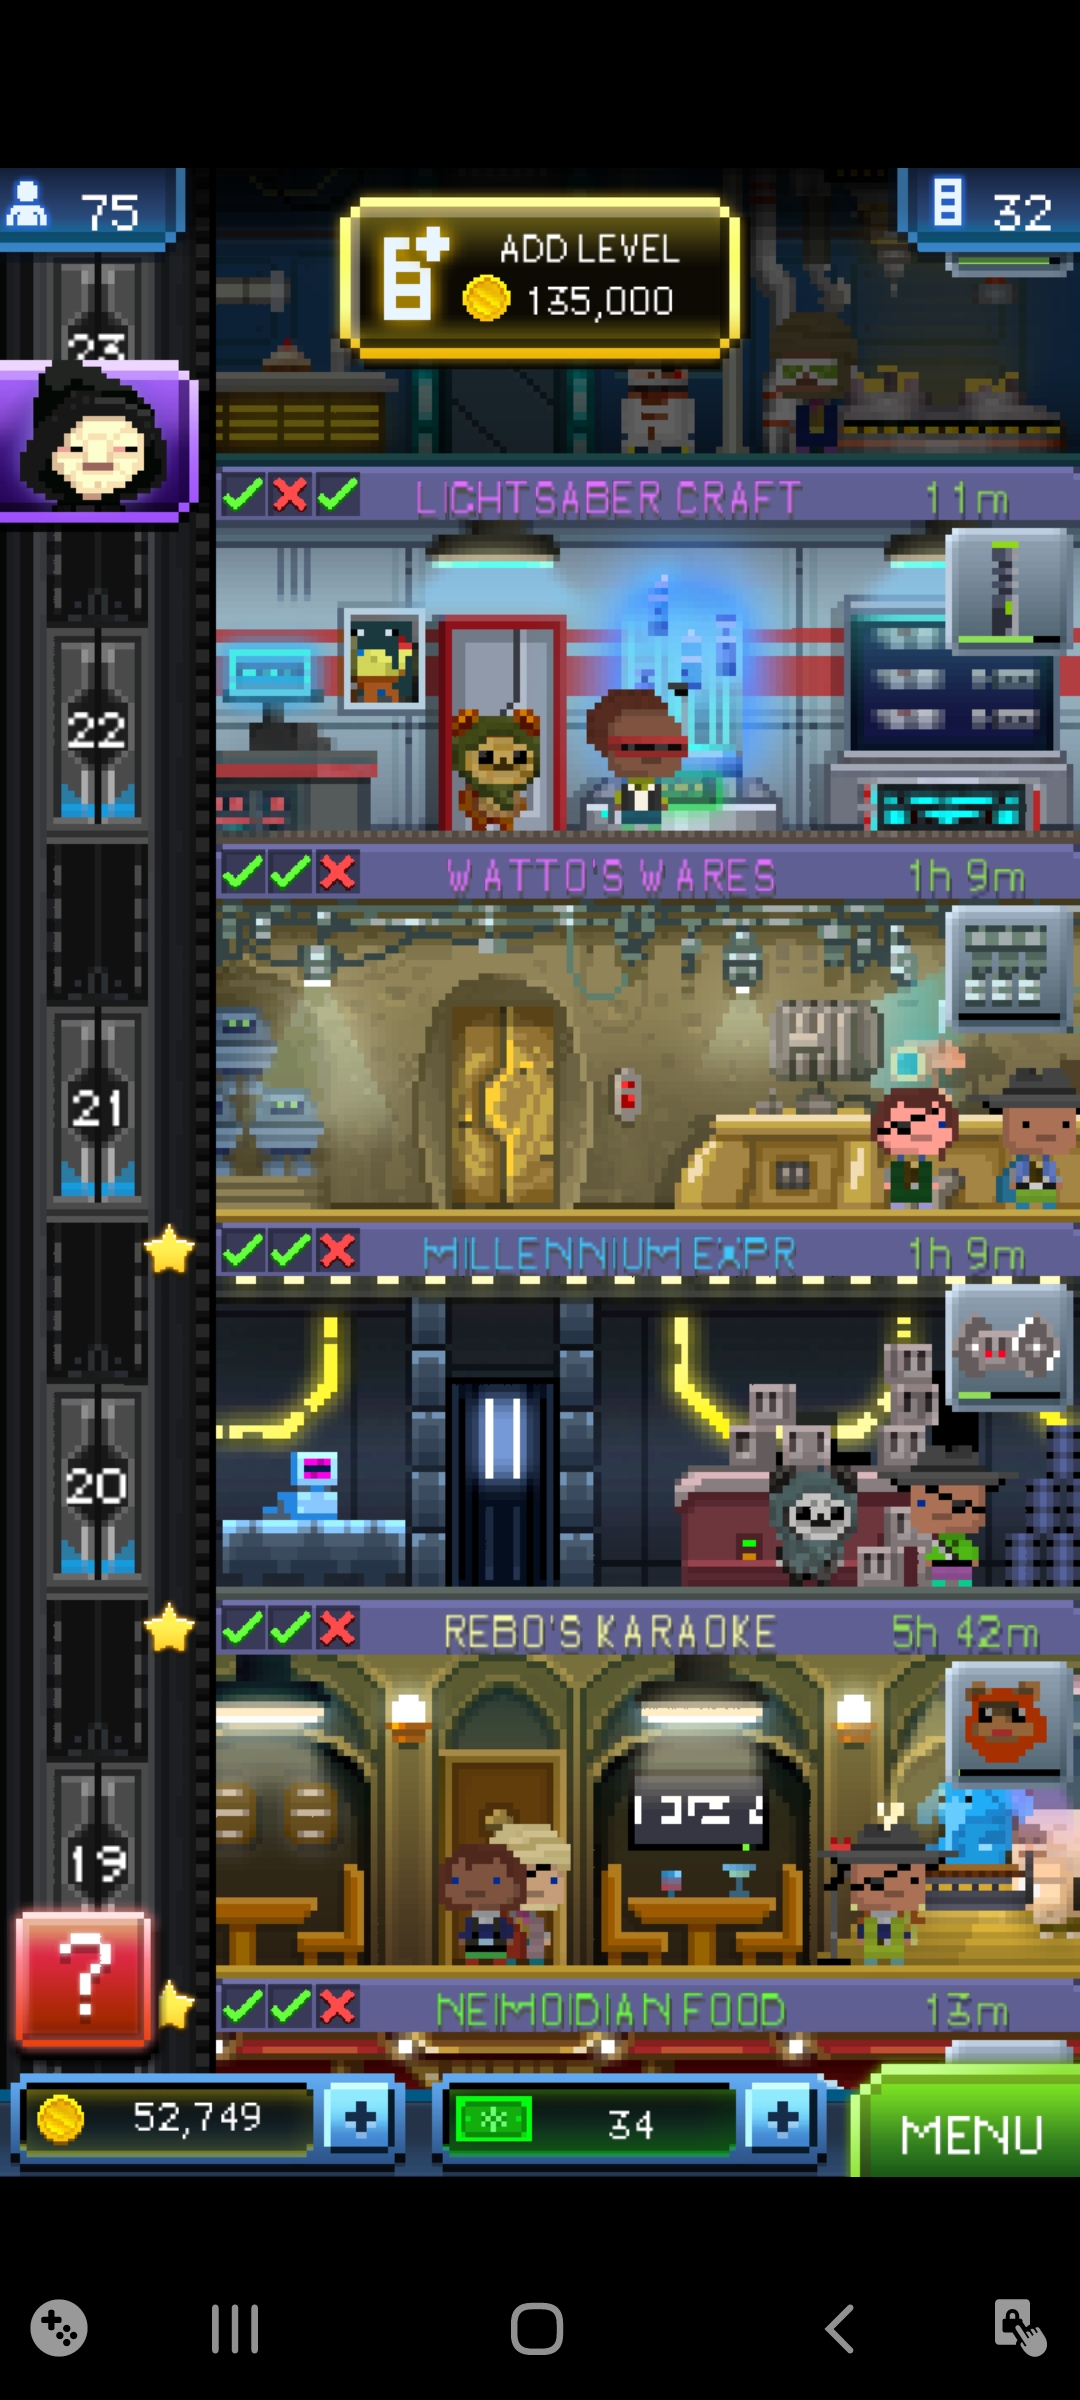 75
ADD LEVEL
135,000
32
23
LIGHTSABER CRAFT
11m
22
WATTO'S WARES
1h 9m
21
MILLENNIUM EXPR
1h 9m
20
REBO'S KARAOKE
5h 42m
19
?
NEIMOIDIAN FOOD
13m
52,749
34
MENU